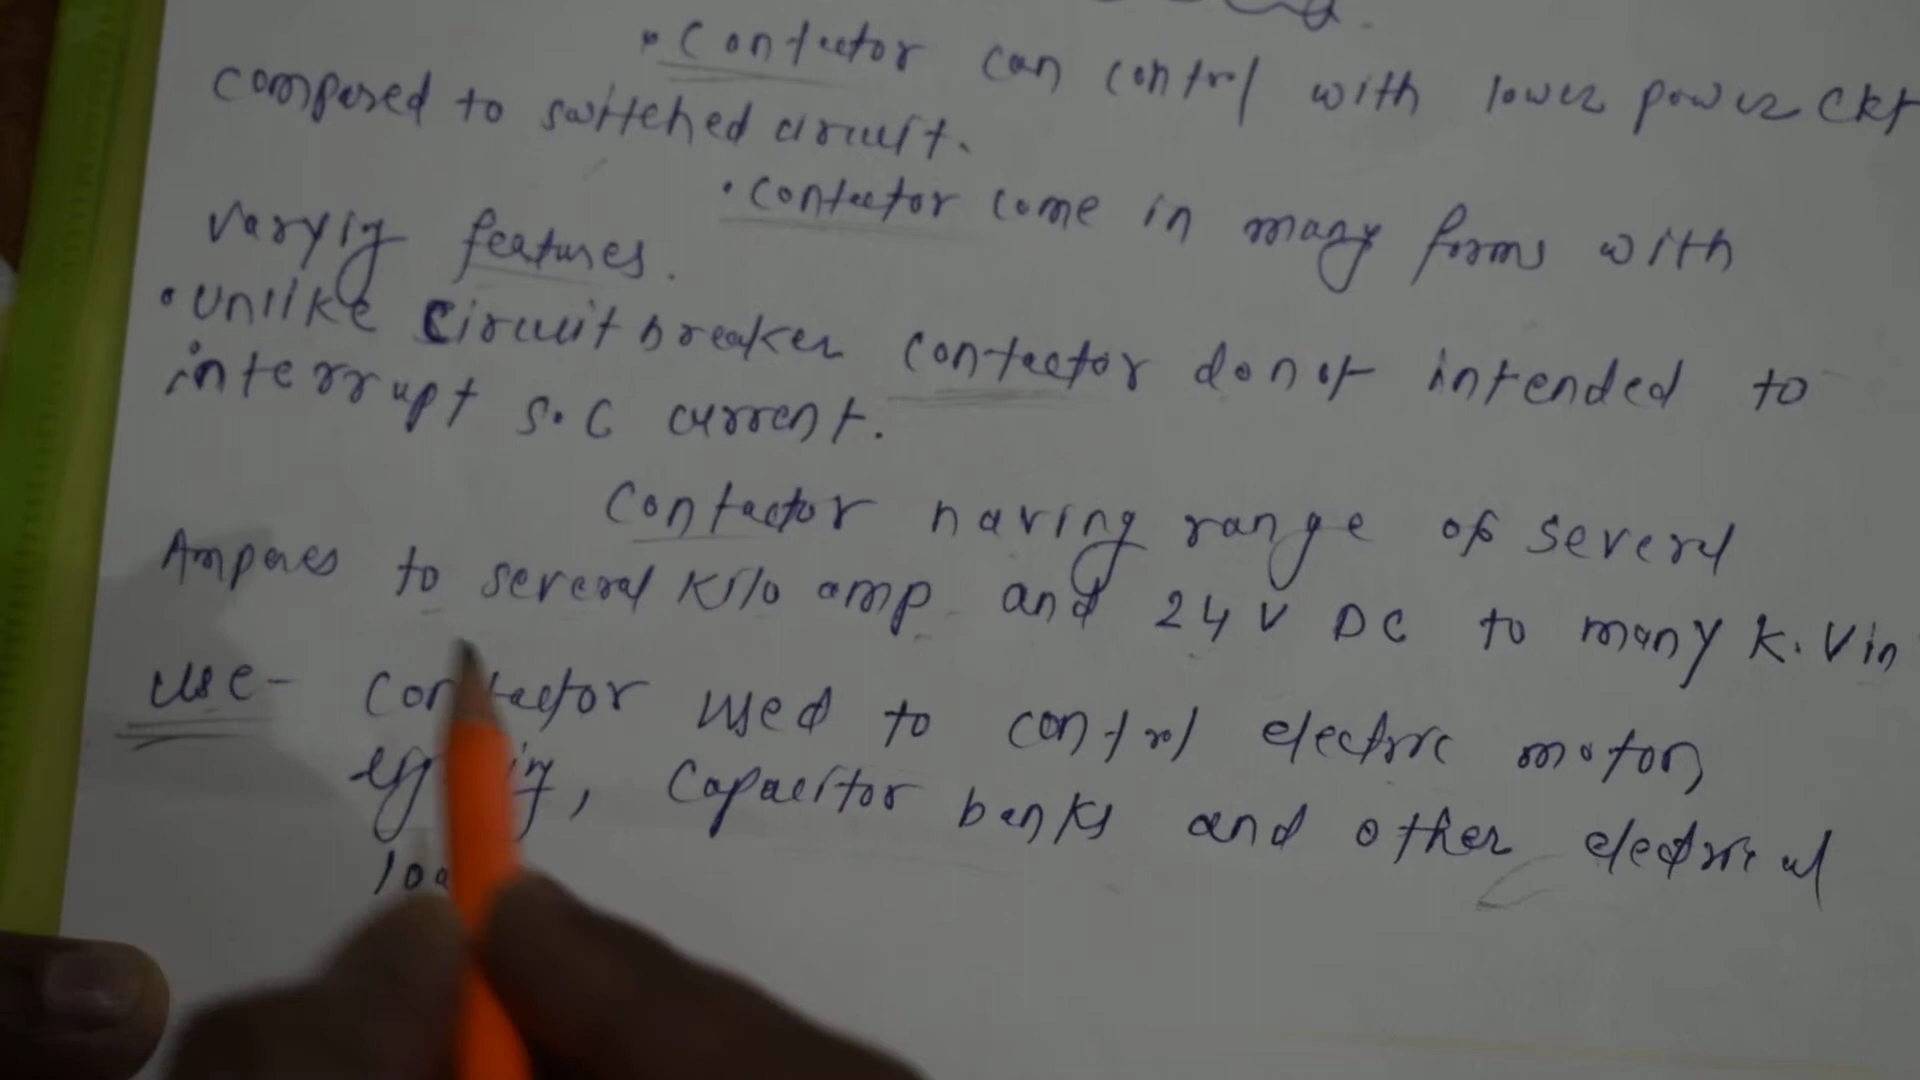 • Contactor can control with lower power ckt
compared to switched circuit.
• contactor come in many forms with
varyig features.
• unlike Circuit breaker contactor donot intended to
interrupt s.c current.
Contactor having range of several
Amperes to several kilo amp and 24 V DC to many K.V in
use - Contactor used to control electric motor,
Capacitor banks and other electrical